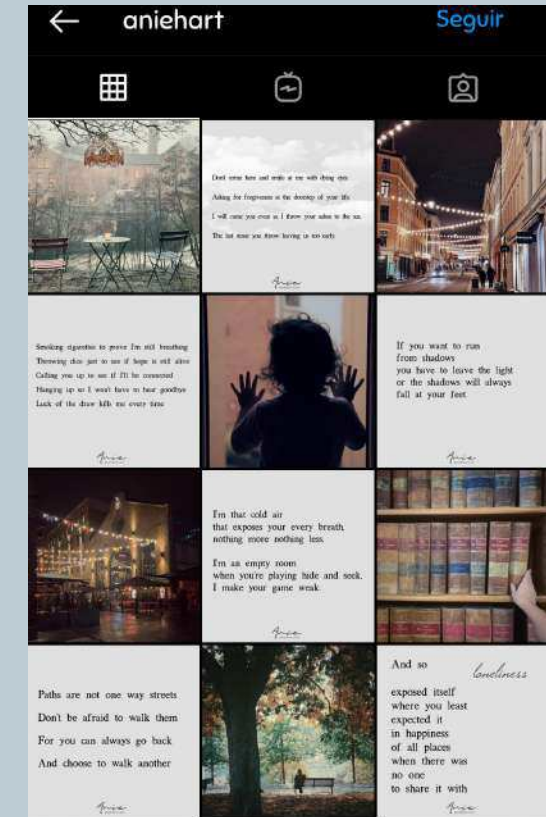 aniehart
Seguir
Don't come here and smile at me with dying eyes
Asking for forgiveness at the doorstep of your life
I will curse you even as I throw your ashes to the sea
The last stone you threw leaving us too early
Anie
Smoking cigarettes to prove I'm still breathing
Throwing dice just to see if hope is still alive
Calling you up to see if I'll be connected
Hanging up so I won't have to hear goodbye
Luck of the draw kills me every time
Anie
If you want to run
from shadows
you have to leave the light
or the shadows will always
fall at your feet
Anie
I'm that cold air
that exposes your every breath,
nothing more nothing less.
I'm an empty room
when you're playing hide and seek,
I make your game weak
Anie
Paths are not one way streets
Don't be afraid to walk them
For you can always go back
And choose to walk another
Anie
And so
loneliness
exposed itself
where you least
expected it
in happiness
of all places
when there was
no one
to share it with
Anie